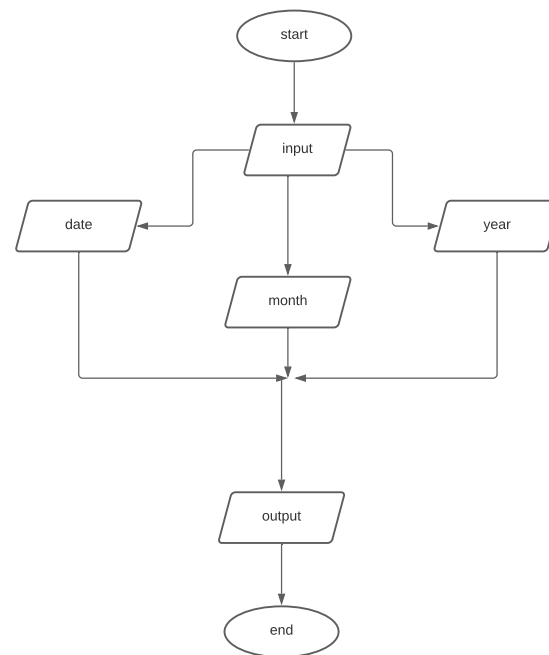 start
input
date
year
month
output
end